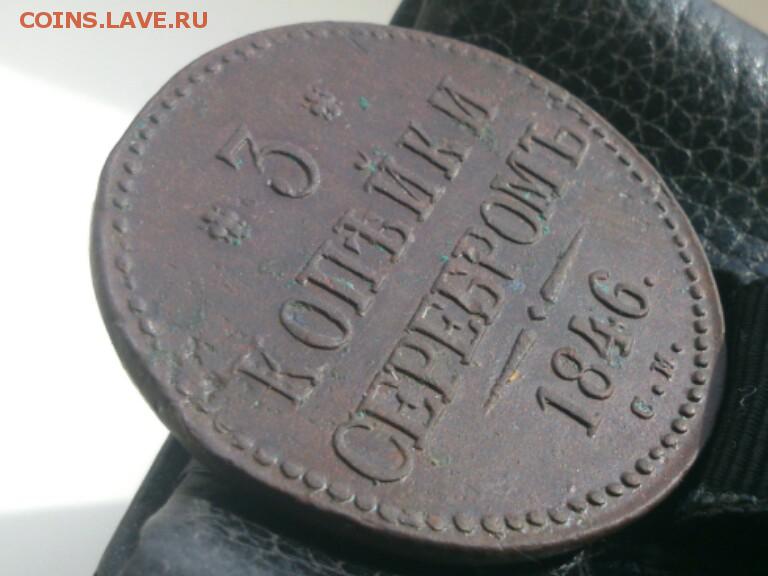 COINS.LAVE.RU
* 3 *
КОПѢЙКИ
СЕРЕБРОМЪ
1846.
С.М.